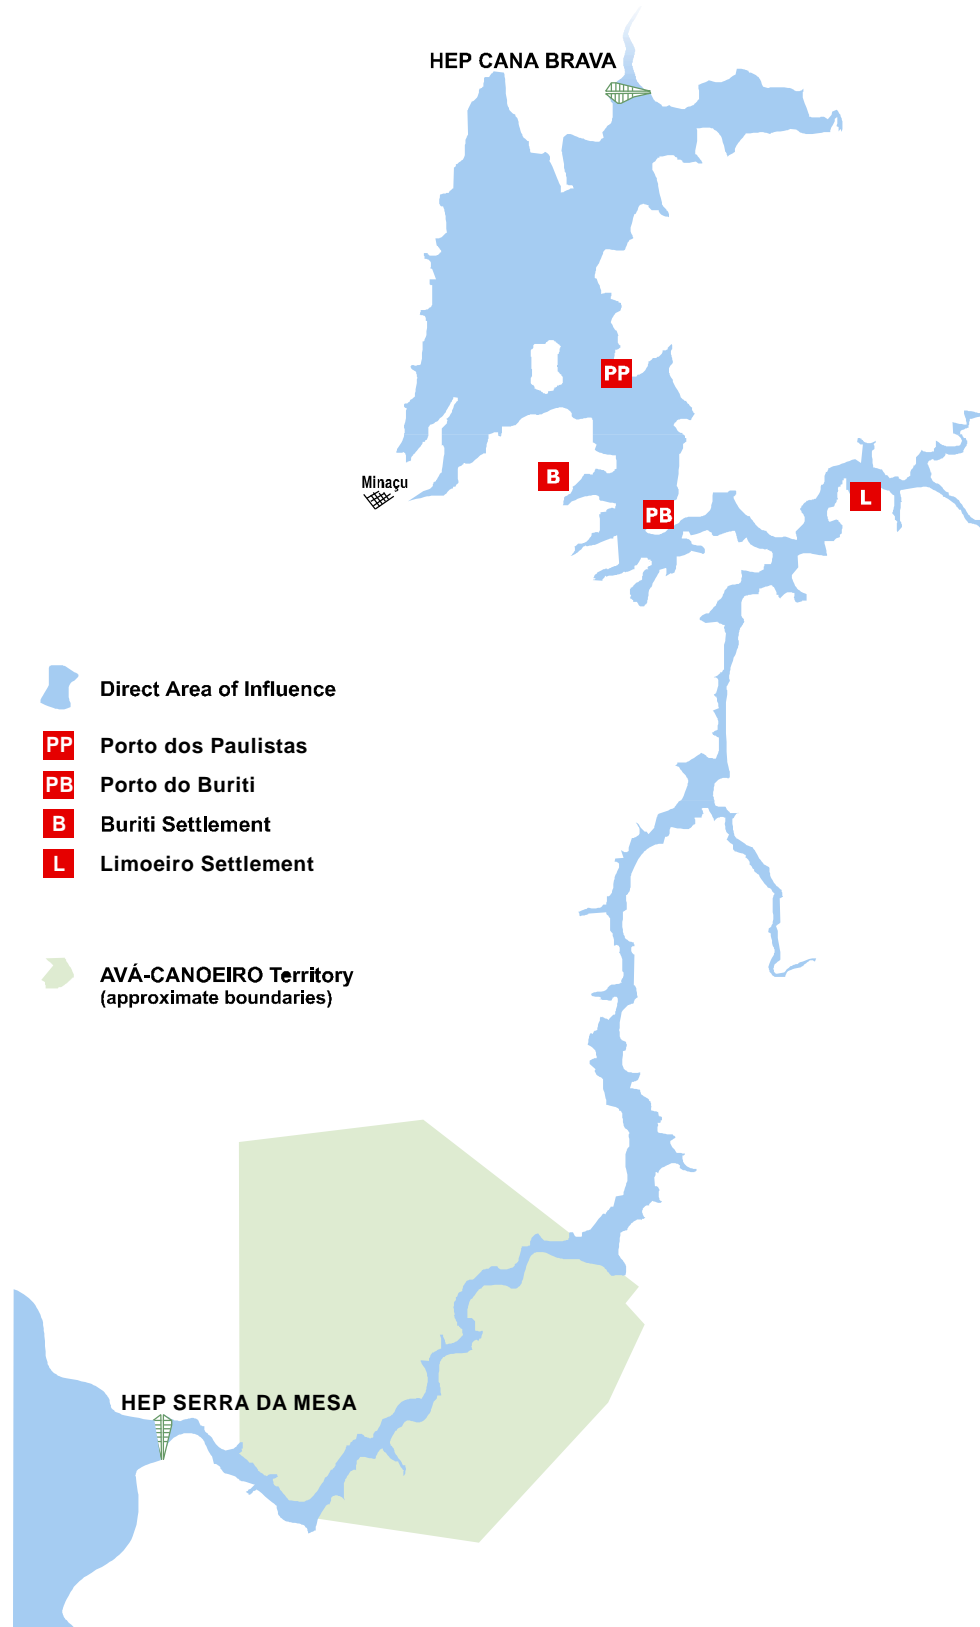 HEP CANA BRAVA
PP
B
Minaçu
L
PB
Direct Area of Influence
PP Porto dos Paulistas
PB Porto do Buriti
B Buriti Settlement
L Limoeiro Settlement
AVÁ-CANOEIRO Territory
(approximate boundaries)
HEP SERRA DA MESA